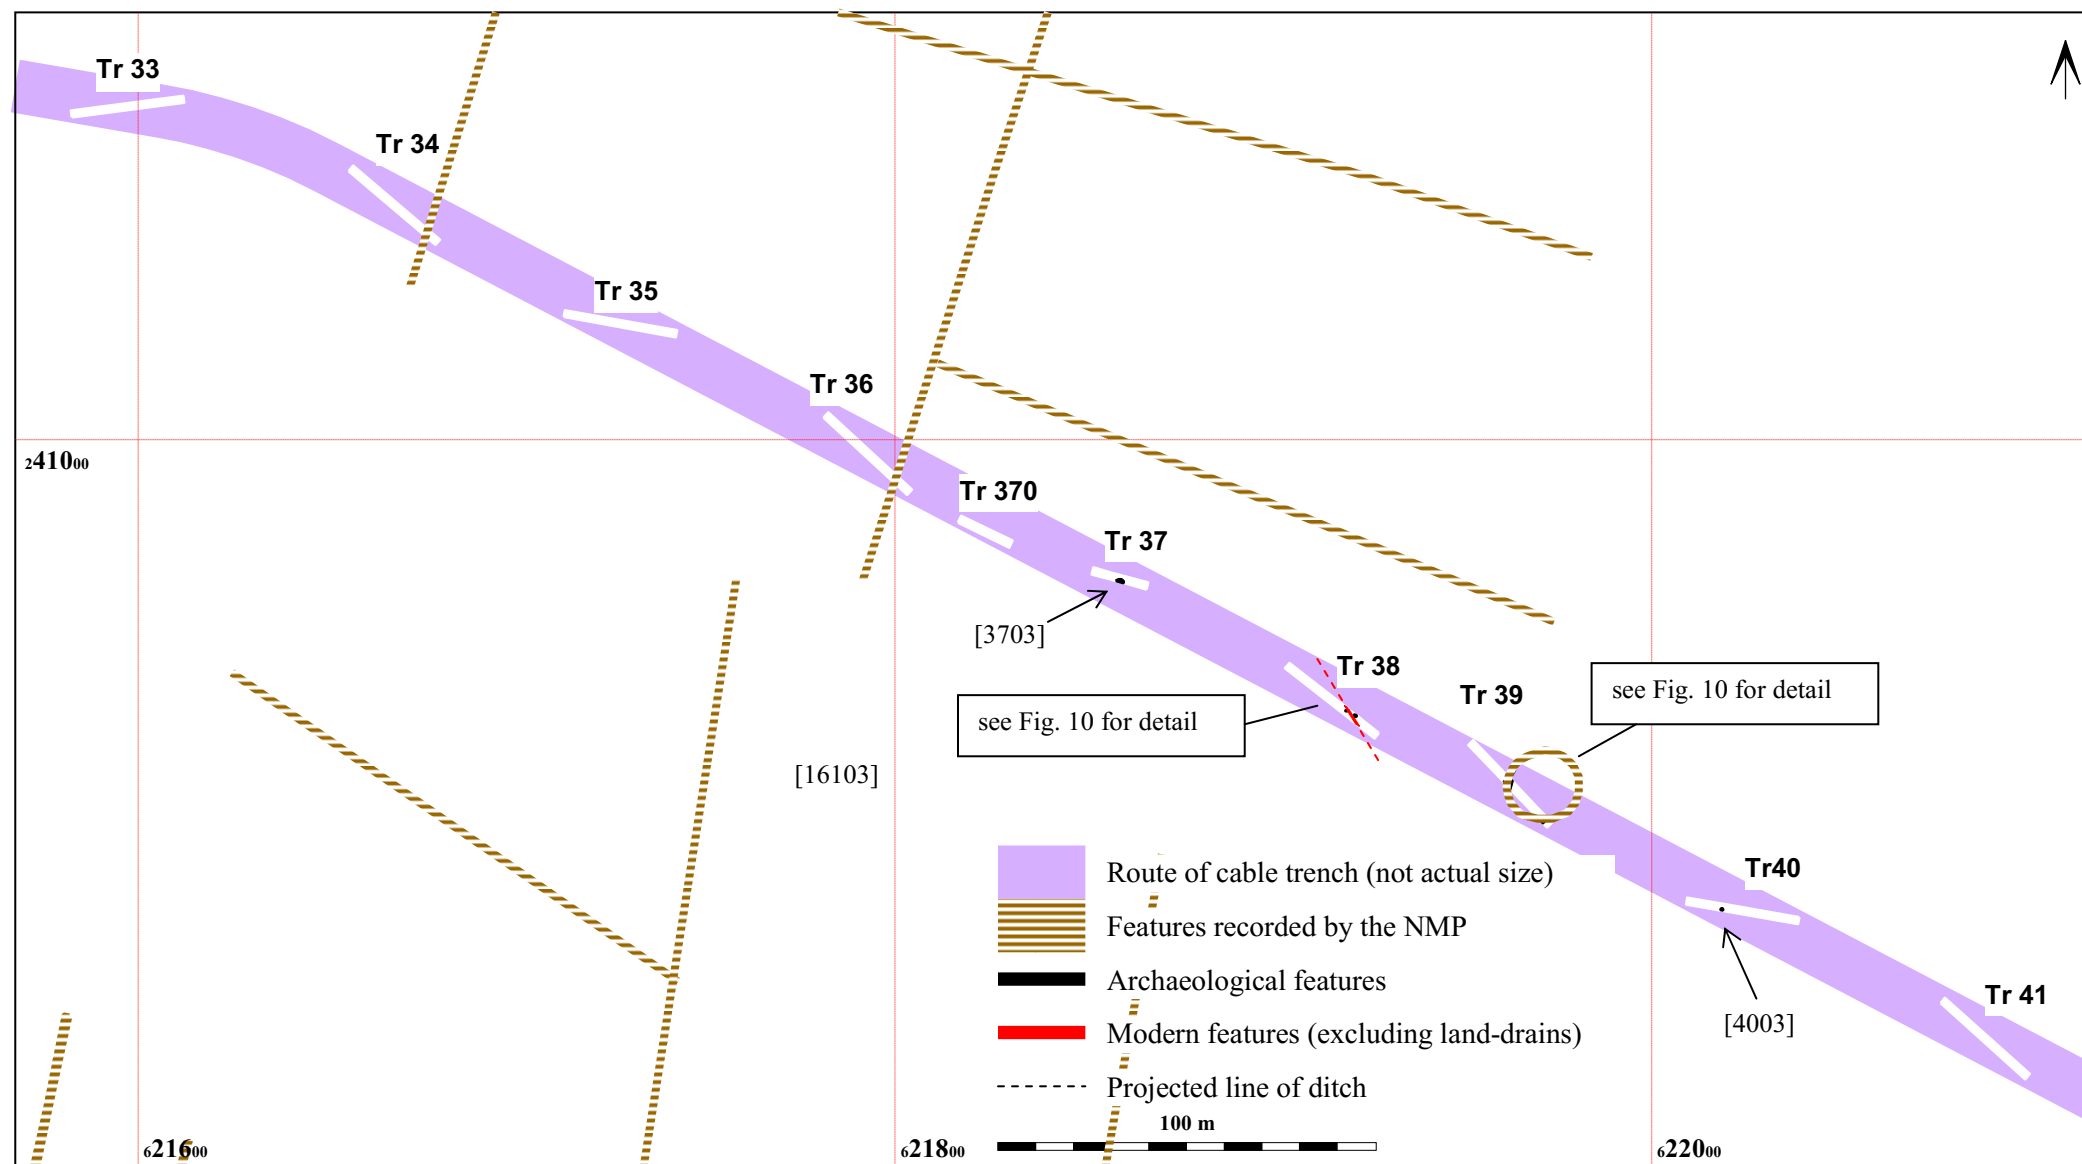 Tr 33
Tr 34
Tr 35
Tr 36
241000
Tr 370
Tr 37
[3703]
Tr 38
Tr 39
see Fig. 10 for detail
see Fig. 10 for detail
[16103]
Route of cable trench (not actual size)
Tr40
Features recorded by the NMP
Archaeological features
Tr 41
[4003]
Modern features (excluding land-drains)
Projected line of ditch
100 m
621600
621800
622000